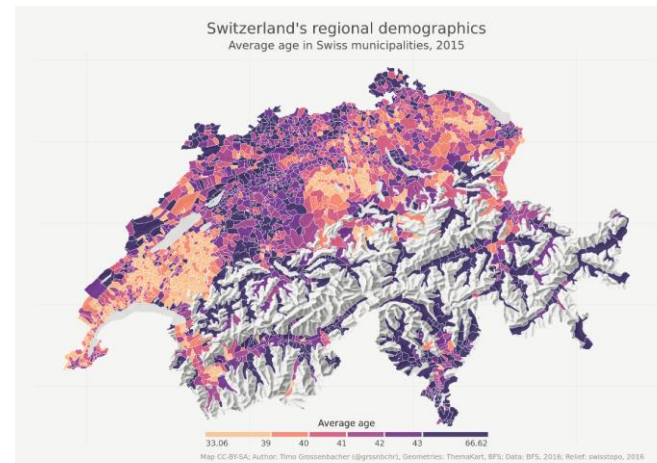 Switzerland's regional demographics
Average age in Swiss municipalities, 2015
Average age
33.06 39 40 41 42 43 66.62
Map CC-BY-SA; Author: Timo Grossenbacher (@grssnbchr), Geometries: ThemaKart, BFS; Data: BFS, 2016; Relief: swisstopo, 2016